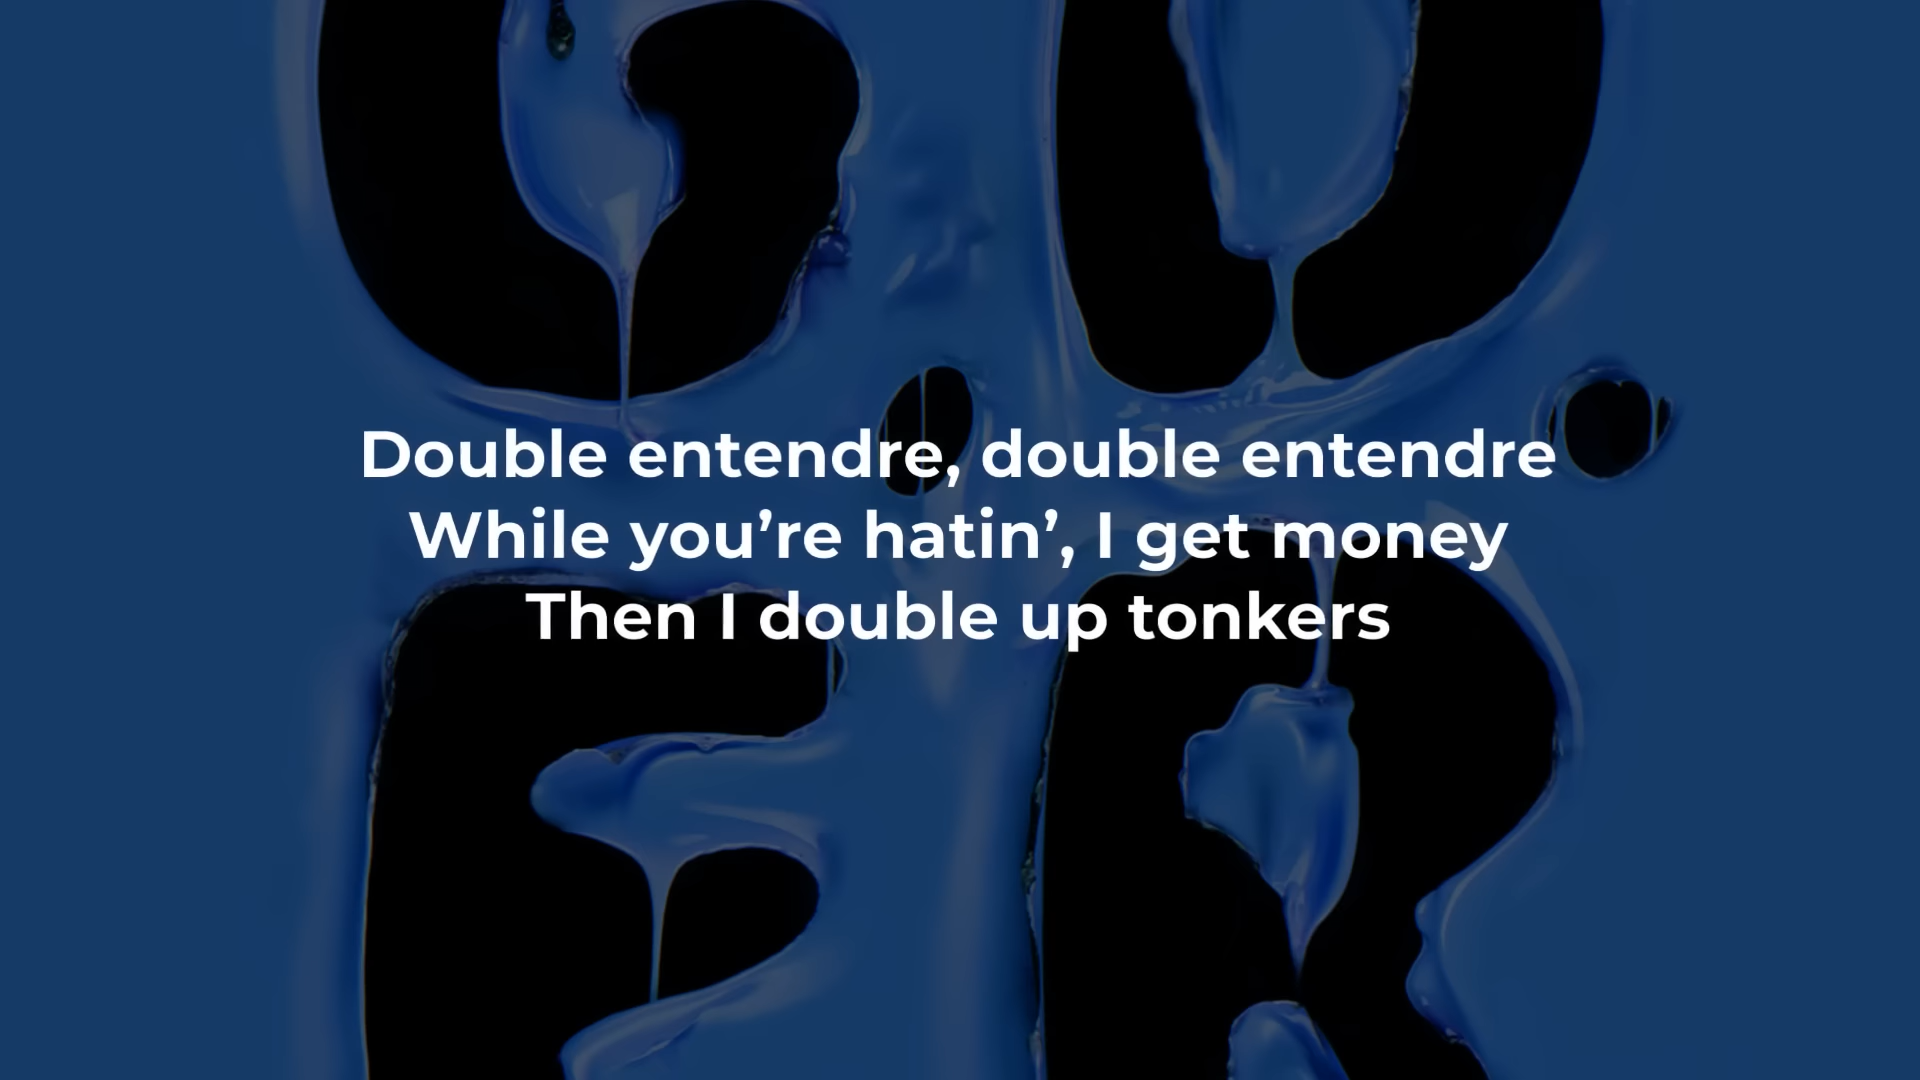 G.O.
E R
Double entendre, double entendre
While you’re hatin’, I get money
Then I double up tonkers